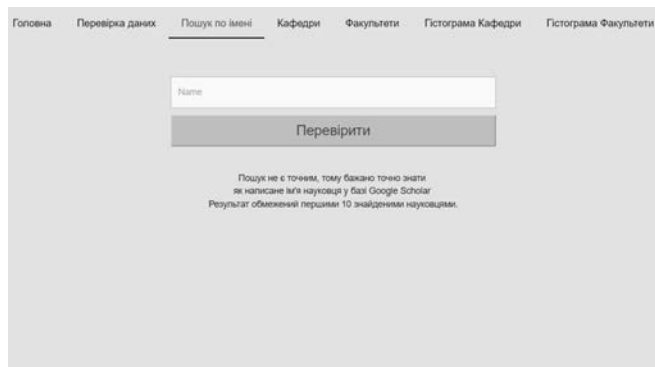 Головна Перевірка даних Пошук по імені Кафедри Факультети Гістограма Кафедри Гістограма Факультети
Name
Перевірити
Пошук не є точним, тому бажано точно знати
як написане ім'я науковця у базі Google Scholar
Результат обмежений першими 10 знайденими науковцями.